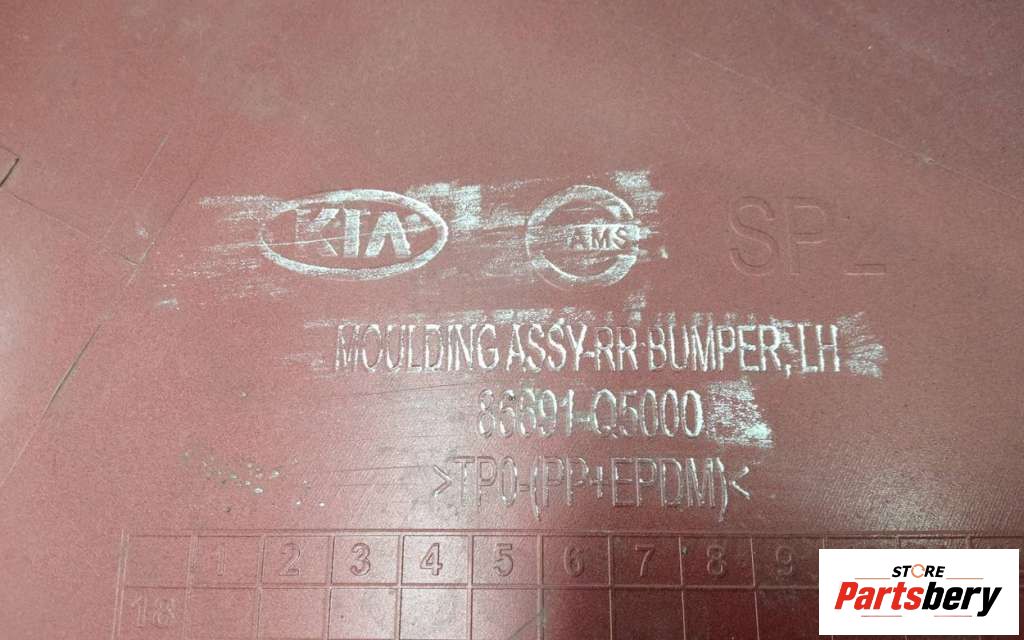 KIA AMS SP2
MOULDING ASSY-RR BUMPER, LH
86691-Q5000
>TPO-(PP+EPDM)<
1 2 3 4 5 6 7 8 9
18
STORE
Partsbery